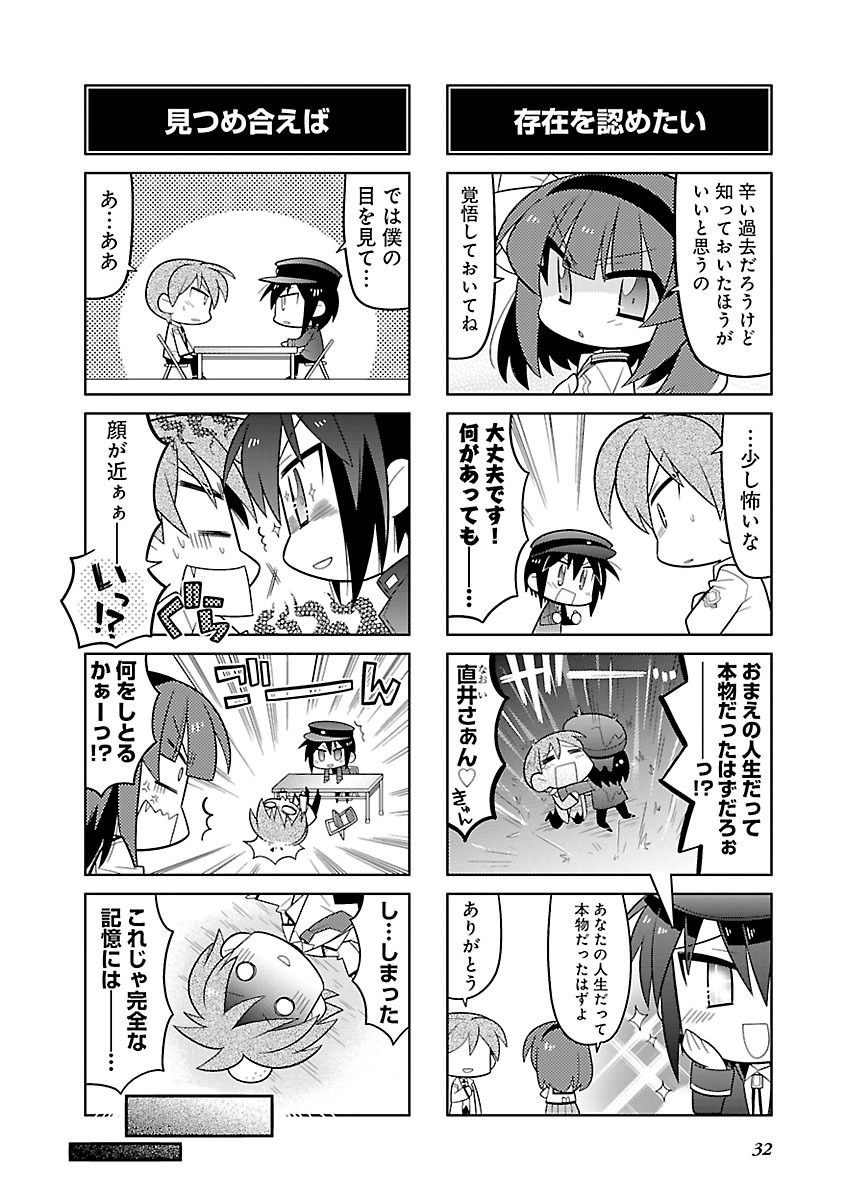 存在を認めたい
辛い過去だろうけど
知っておいたほうが
いいと思うの
覚悟しておいてね
…少し怖いな
大丈夫です！
何があっても――…
おまえの人生だって
本物だったはずだろぉ
――っ!?
直井さあん♡
なおい
きゅん
あなたの人生だって
本物だったはずよ
ありがとう
見つめ合えば
では僕の
目を見て…
あ…ああ
顔が近ぁぁ――
いっ!?
ぐらっ
ゴーーーン
何をしとる
かぁーっ!?
し…しまった
これじゃ完全な
記憶には――…
32